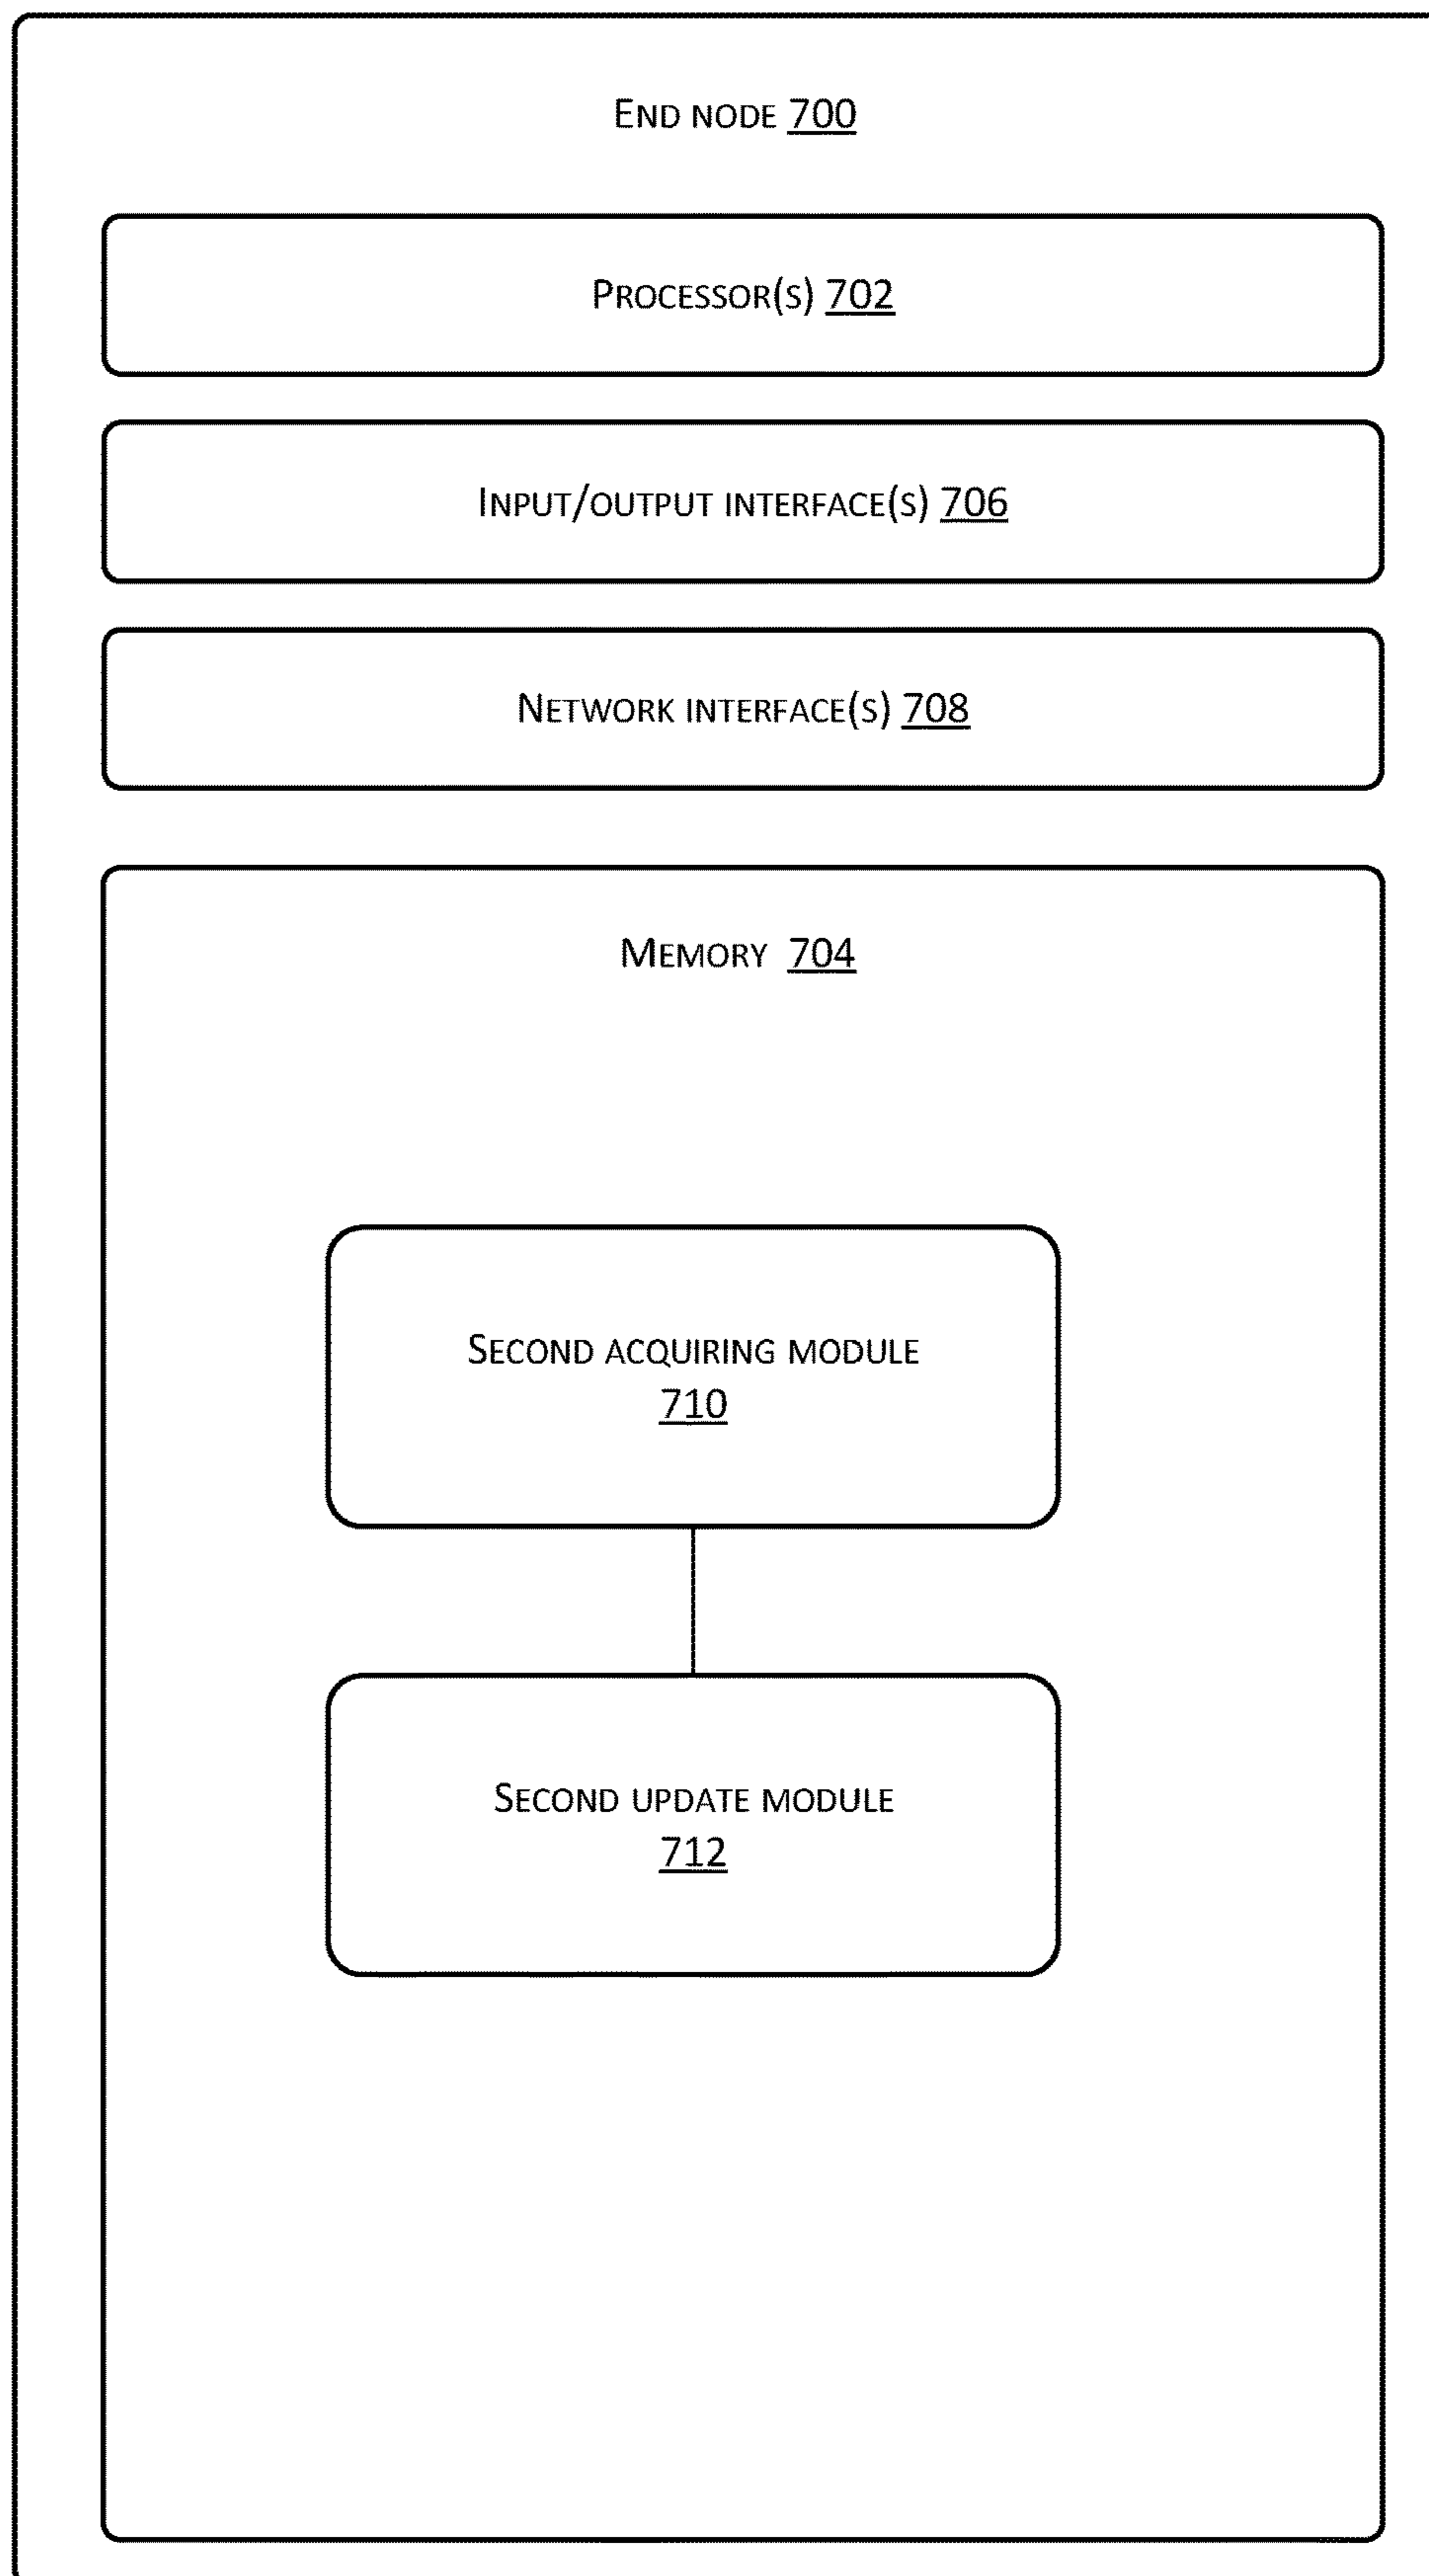 END NODE 700
PROCESSOR(S) 702
INPUT/OUTPUT INTERFACE(S) 706
NETWORK INTERFACE(S) 708
MEMORY 704
SECOND ACQUIRING MODULE
710
SECOND UPDATE MODULE
712